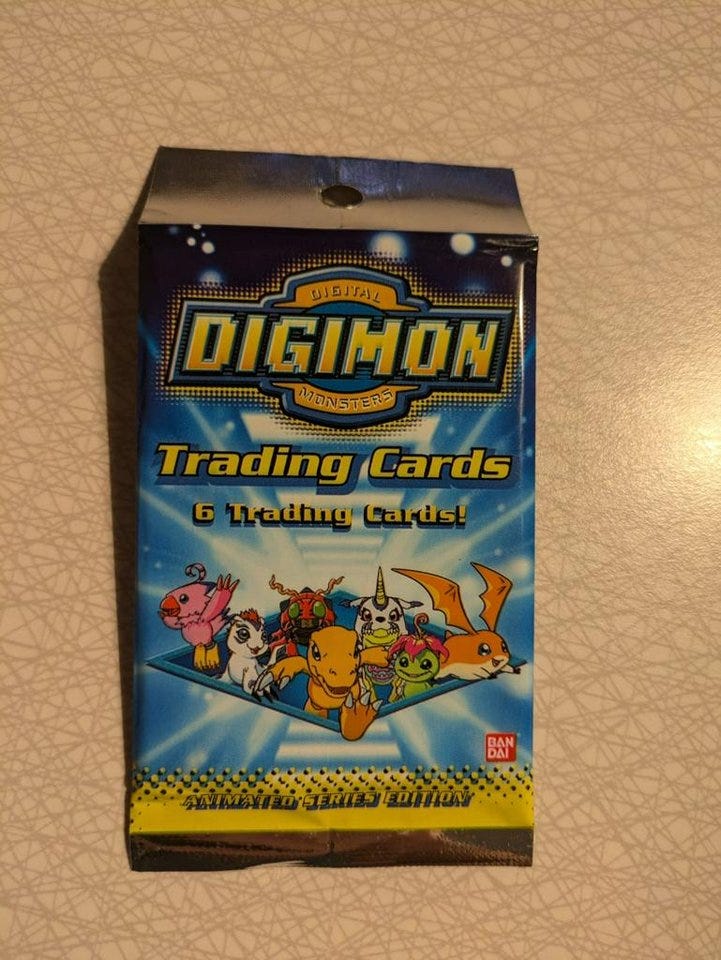 DIGITAL
DIGIMON
MONSTERS
Trading Cards
6 Trading Cards!
BAN
DAI
ANIMATED SERIES EDITION